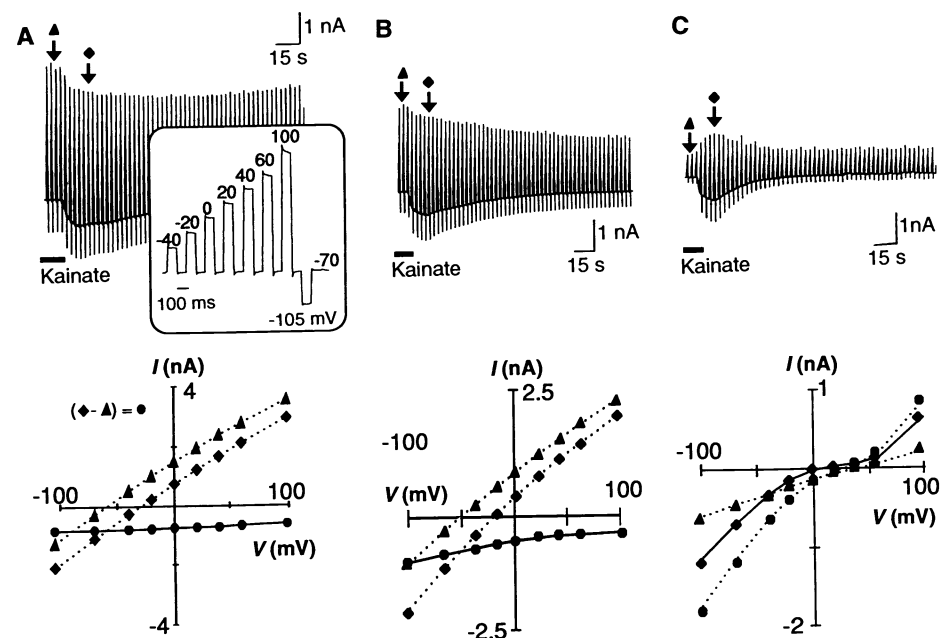 A
1 nA
15 s
Kainate
100
60
40
20
0
-20
-40
-70
100 ms
-105 mV
B
1 nA
15 s
Kainate
C
1nA
15 s
Kainate
I (nA)
4
(◆-▲) = ●
-100
100
V (mV)
-4
I (nA)
2.5
-100
V (mV)
100
-2.5
I (nA)
1
-100
100
V (mV)
-2